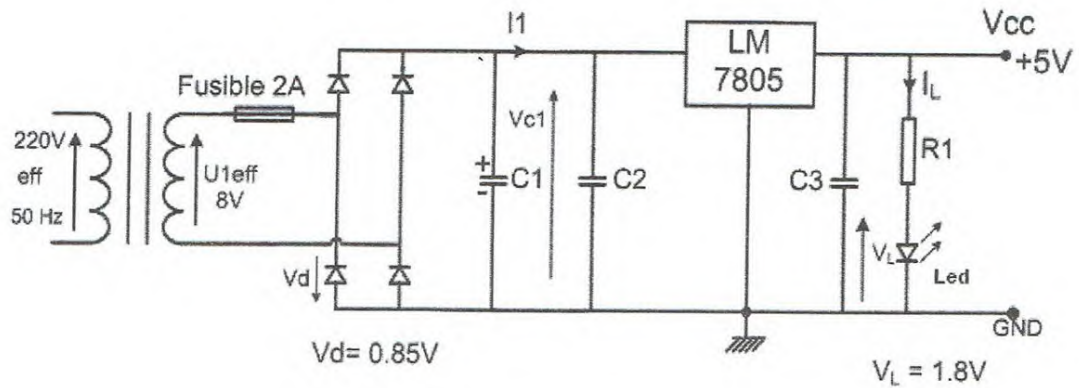 I1
LM
7805
Vcc
+5V
Fusible 2A
220V
eff
50 Hz
U1eff
8V
Vc1
+
-
C1
C2
C3
IL
R1
VL
Led
Vd
GND
Vd= 0.85V
VL = 1.8V